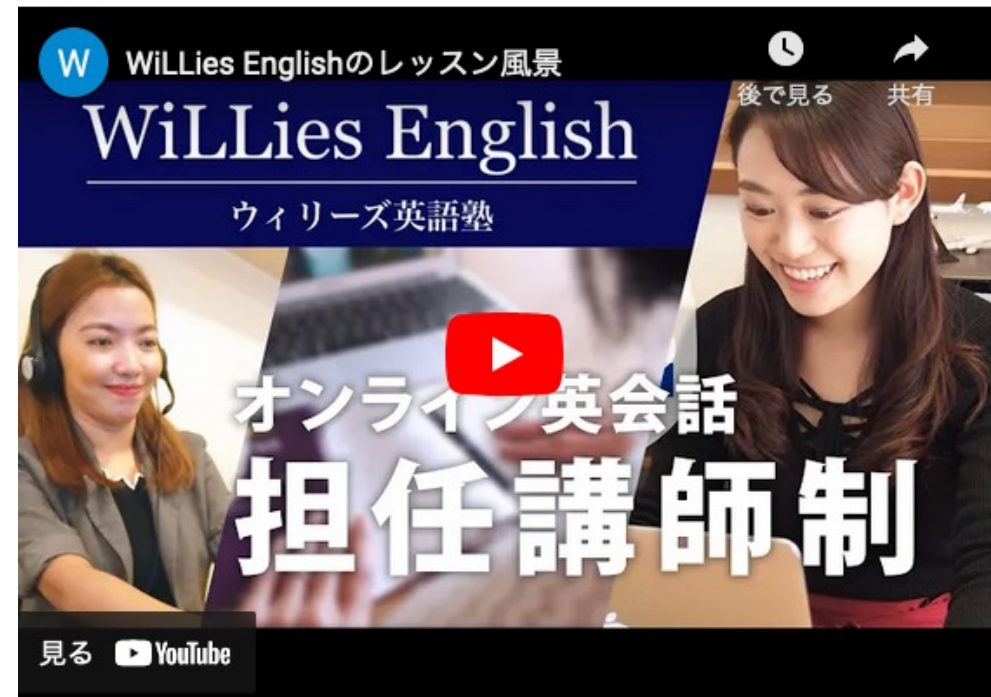 W
WiLLies Englishのレッスン風景
後で見る
共有
WiLLies English
ウィリーズ英語塾
オンライン英会話
担任講師制
見る YouTube